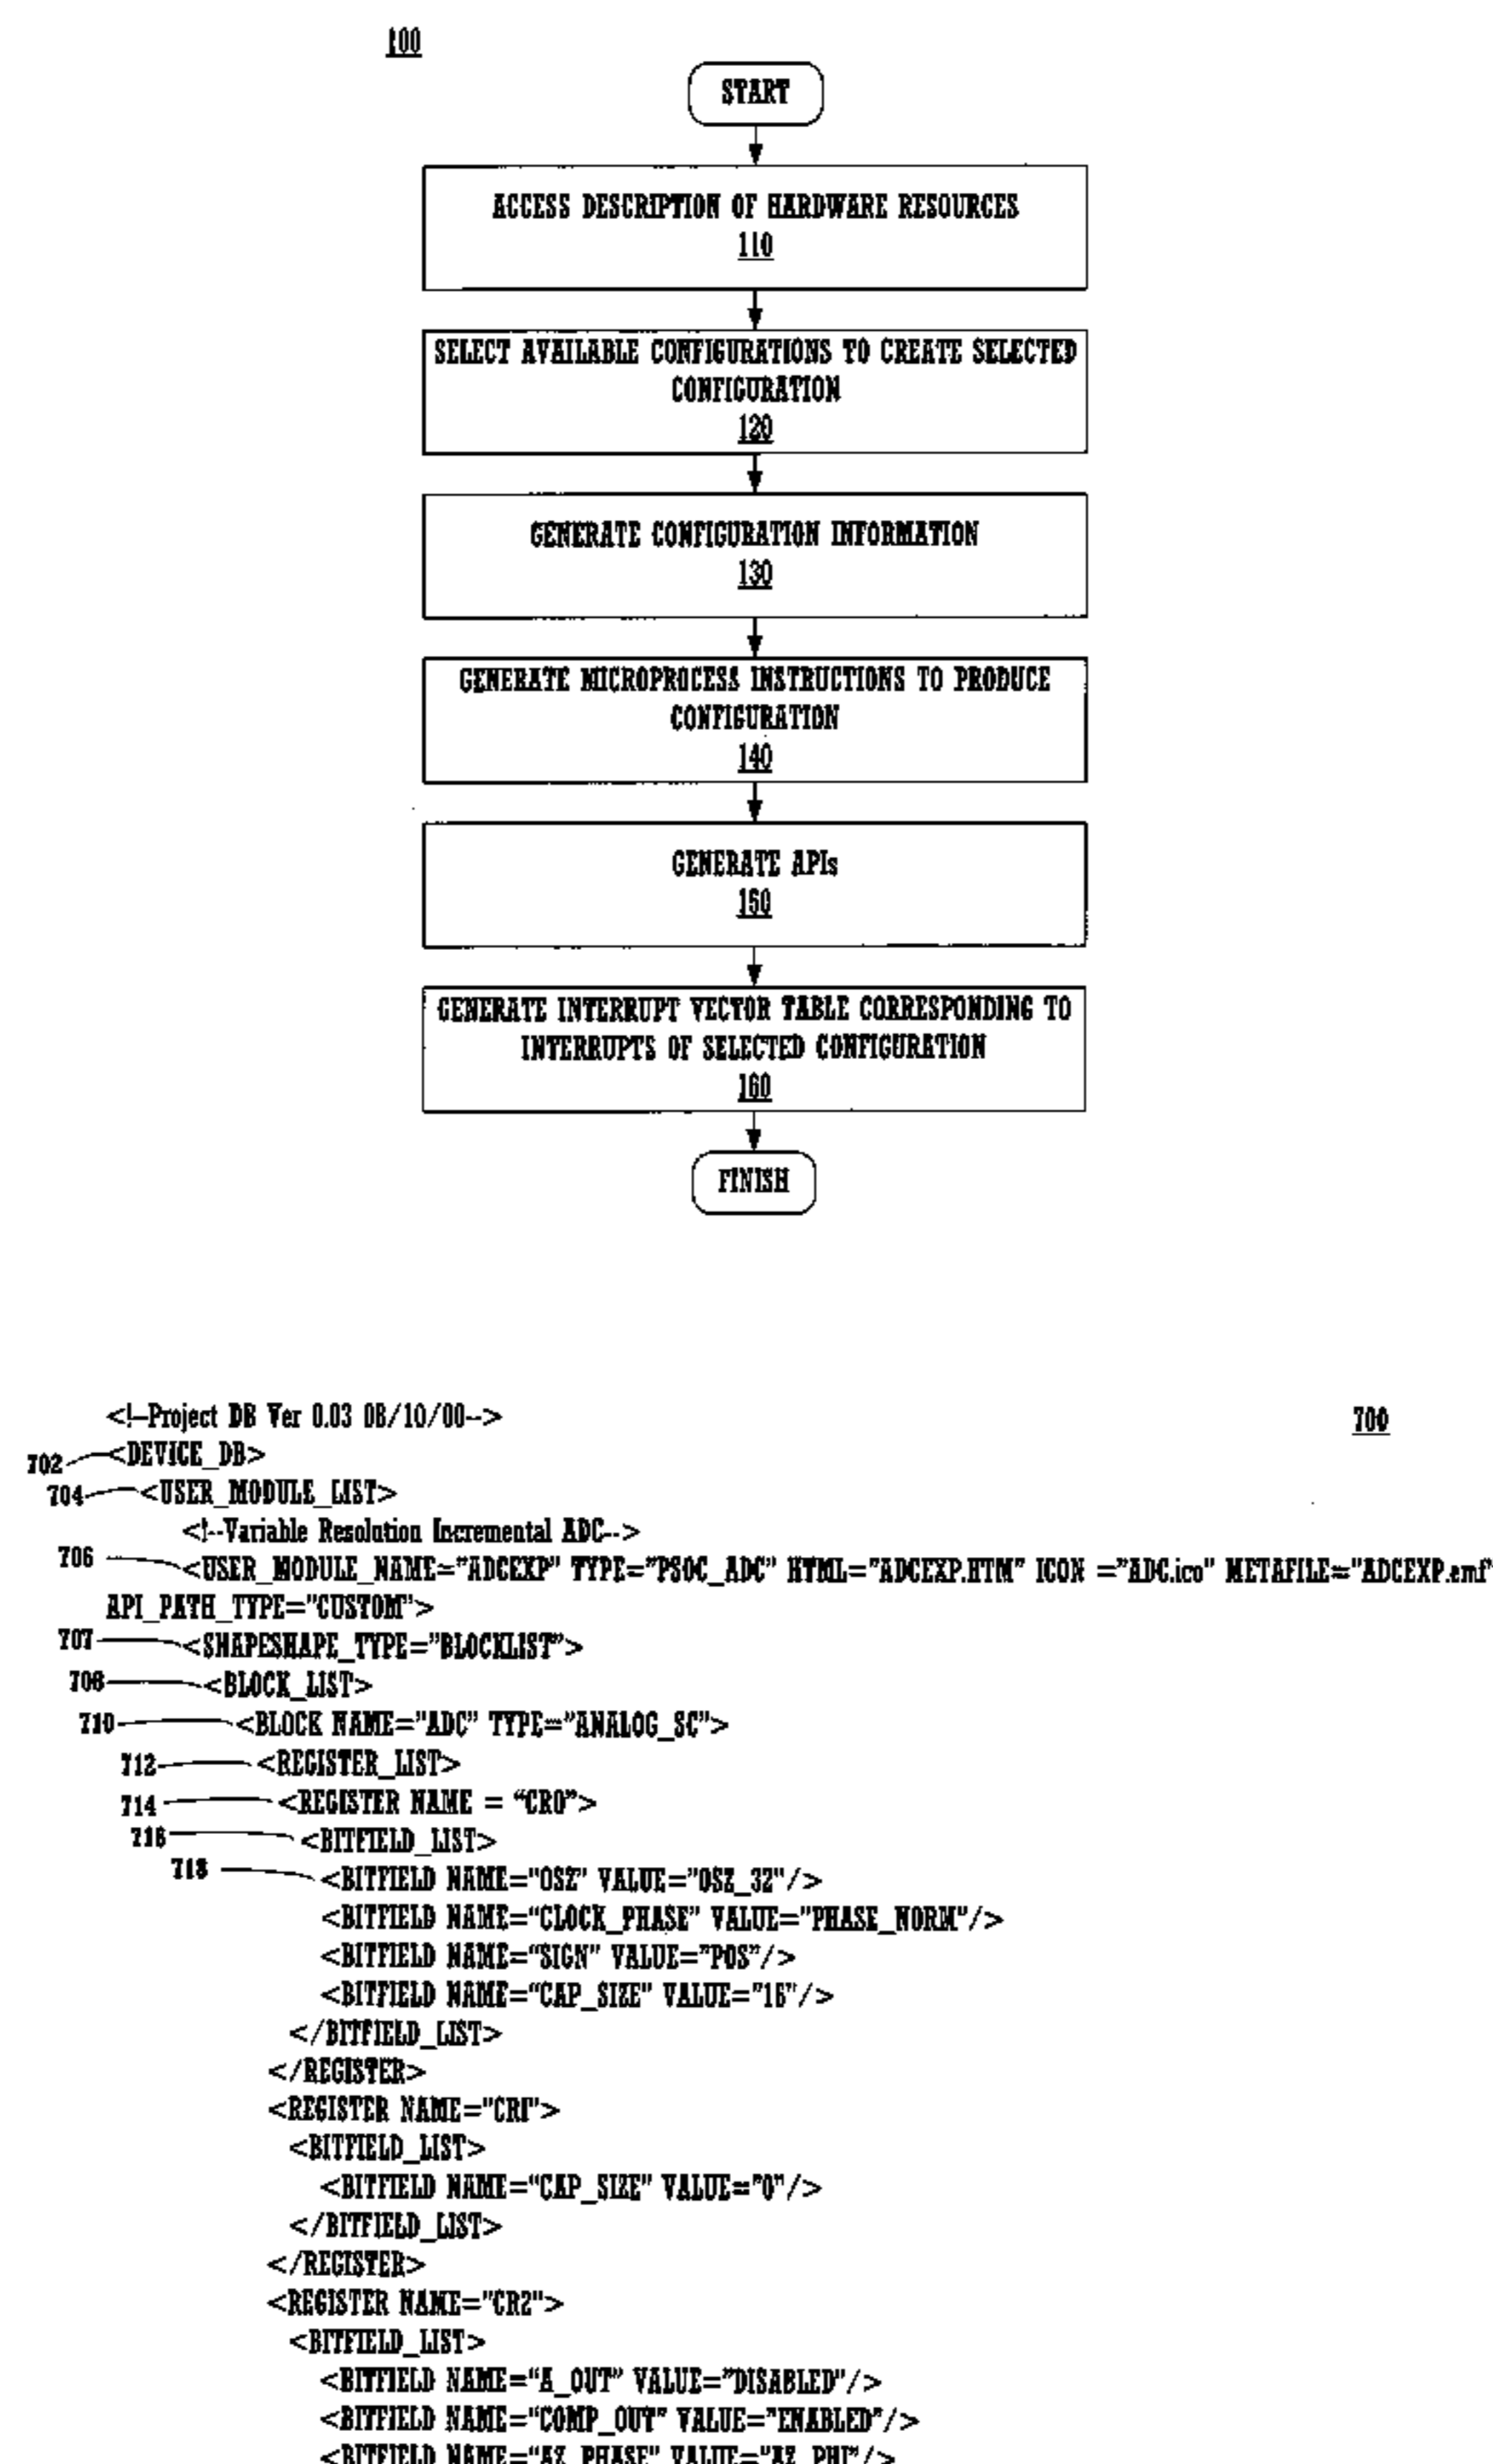 100
START
ACCESS DESCRIPTION OF HARDWARE RESOURCES
110
SELECT AVAILABLE CONFIGURATIONS TO CREATE SELECTED
CONFIGURATION
120
GENERATE CONFIGURATION INFORMATION
130
GENERATE MICROPROCESS INSTRUCTIONS TO PRODUCE
CONFIGURATION
140
GENERATE APIs
150
GENERATE INTERRUPT VECTOR TABLE CORRESPONDING TO
INTERRUPTS OF SELECTED CONFIGURATION
160
FINISH
<!--Project DB Ver 0.03 08/10/00-->
700
702 <DEVICE_DB>
704 <USER_MODULE_LIST>
<!--Variable Resolution Incremental ADC-->
706 <USER_MODULE_NAME="ADCEXP" TYPE="PSOC_ADC" HTML="ADCEXP.HTM" ICON ="ADC.ico" METAFILE="ADCEXP.emf"
API_PATH_TYPE="CUSTOM">
707 <SHAPESHAPE_TYPE="BLOCKLIST">
708 <BLOCK_LIST>
710 <BLOCK NAME="ADC" TYPE="ANALOG_SC">
712 <REGISTER_LIST>
714 <REGISTER NAME = "CR0">
716 <BITFIELD_LIST>
718 <BITFIELD NAME="OSZ" VALUE="OSZ_32"/>
<BITFIELD NAME="CLOCK_PHASE" VALUE="PHASE_NORM"/>
<BITFIELD NAME="SIGN" VALUE="POS"/>
<BITFIELD NAME="CAP_SIZE" VALUE="16"/>
</BITFIELD_LIST>
</REGISTER>
<REGISTER NAME="CR1">
<BITFIELD_LIST>
<BITFIELD NAME="CAP_SIZE" VALUE="0"/>
</BITFIELD_LIST>
</REGISTER>
<REGISTER NAME="CR2">
<BITFIELD_LIST>
<BITFIELD NAME="A_OUT" VALUE="DISABLED"/>
<BITFIELD NAME="COMP_OUT" VALUE="ENABLED"/>
<BITFIELD NAME="AZ_PHASE" VALUE="AZ_PHI"/>